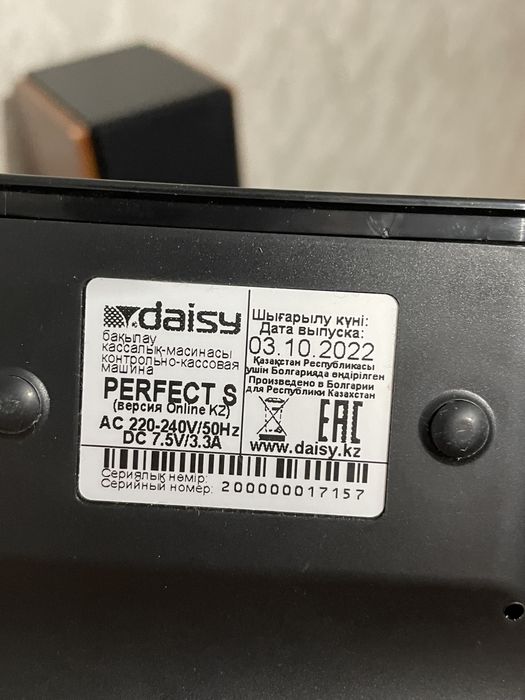 daisy
бақылау
кассалық-масинасы
контрольно-кассовая
машина
PERFECT S
(версия Online KZ)
AC 220-240V/50Hz
DC 7.5V/3.3A
Шығарылу күні:
Дата выпуска:
03.10.2022
Қазақстан Республикасы
үшін Болгарияда өндірілген
Произведено в Болгарии
для Республики Казахстан
EAC
www.daisy.kz
Сериялық нөмір:
Серийный номер: 200000017157